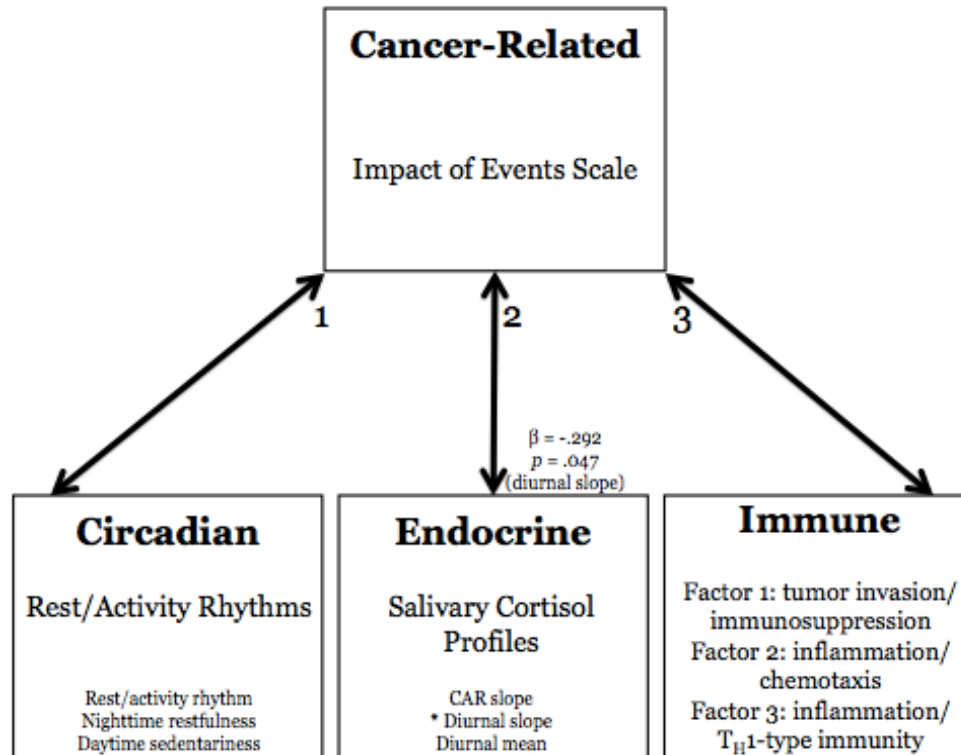 Cancer-Related
Impact of Events Scale
1
2
3
β = -.292
p = .047
(diurnal slope)
Circadian
Rest/Activity Rhythms
Rest/activity rhythm
Nighttime restfulness
Daytime sedentariness
Endocrine
Salivary Cortisol
Profiles
CAR slope
* Diurnal slope
Diurnal mean
Immune
Factor 1: tumor invasion/
immunosuppression
Factor 2: inflammation/
chemotaxis
Factor 3: inflammation/
TH1-type immunity